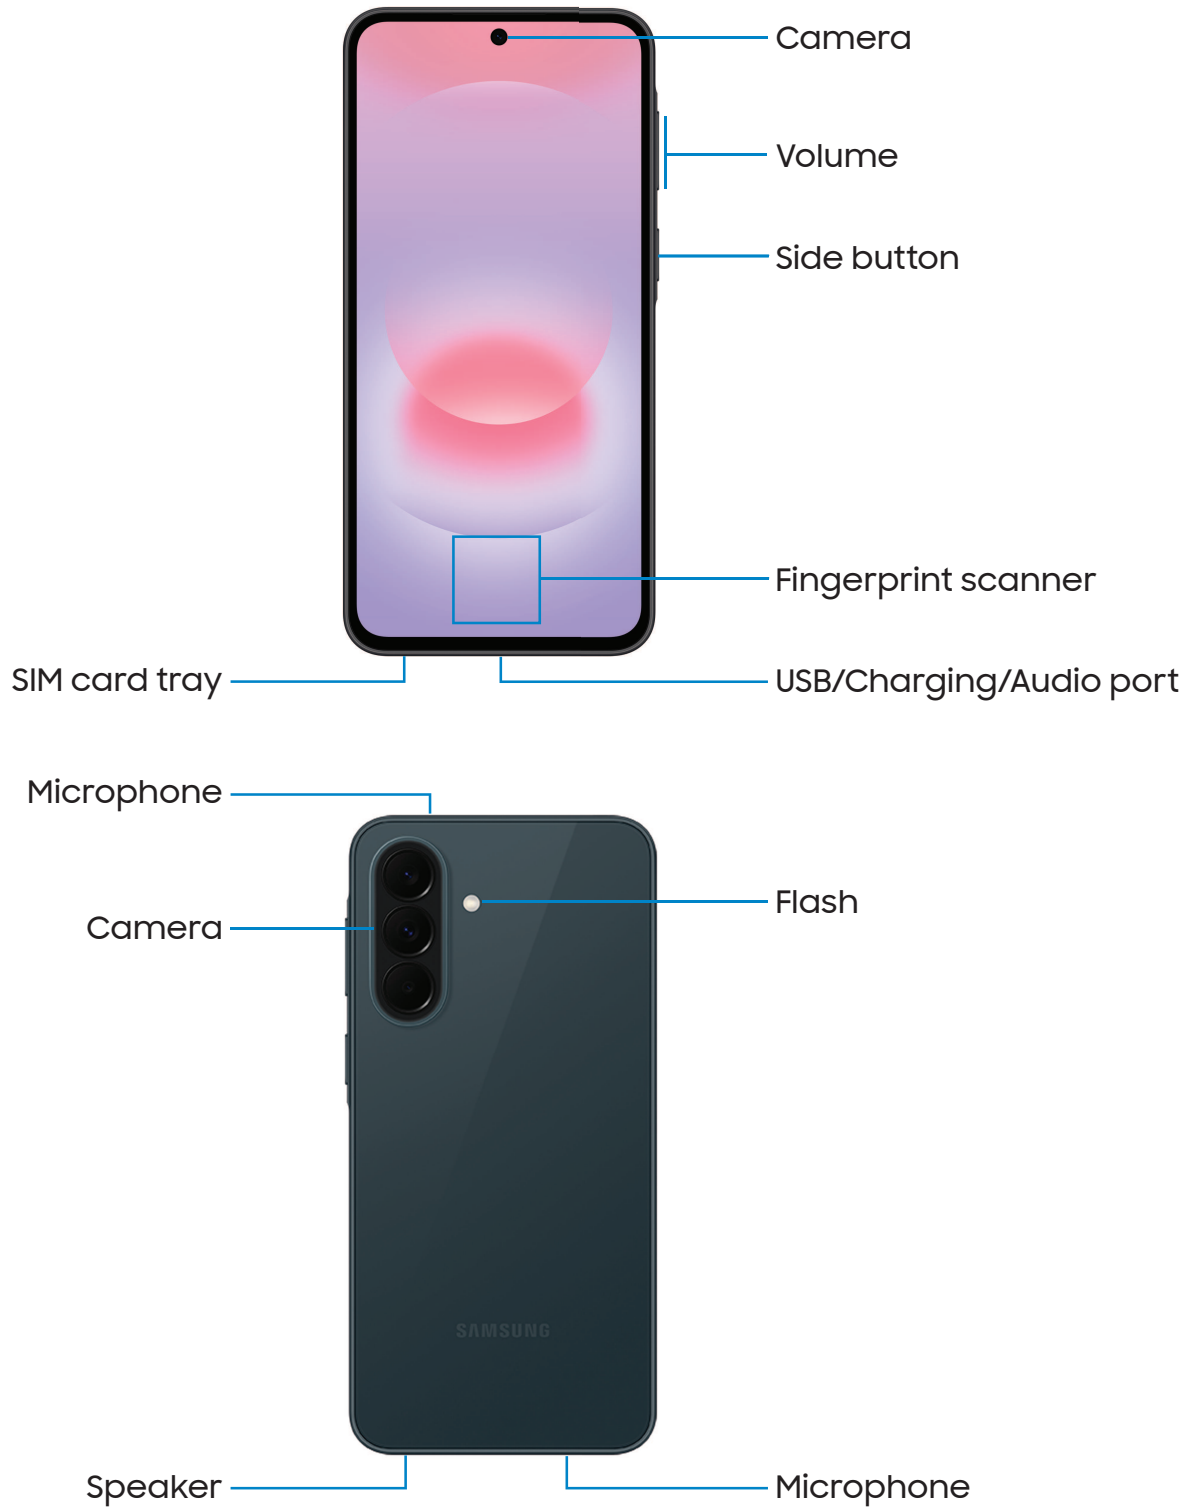 Camera
Volume
Side button
Fingerprint scanner
SIM card tray
USB/Charging/Audio port
Microphone
Flash
Camera
SAMSUNG
Speaker
Microphone